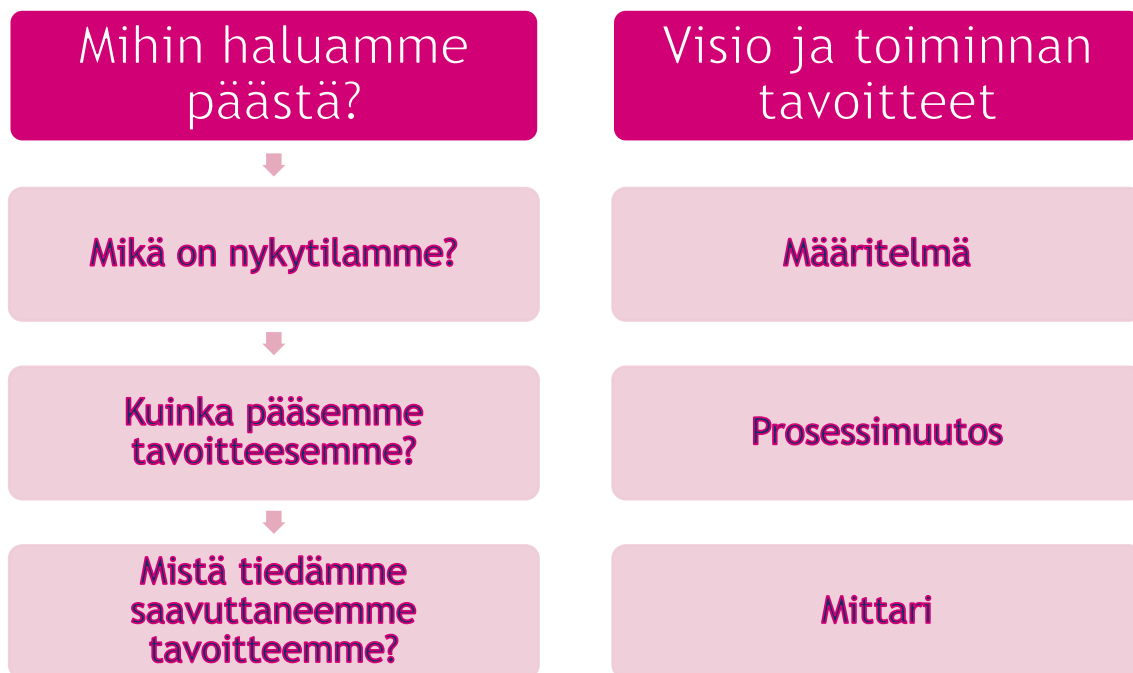 Mihin haluamme
päästä?
Visio ja toiminnan
tavoitteet
Mikä on nykytilamme?
Määritelmä
Kuinka pääsemme
tavoitteesemme?
Prosessimuutos
Mistä tiedämme
saavuttaneemme
tavoitteemme?
Mittari